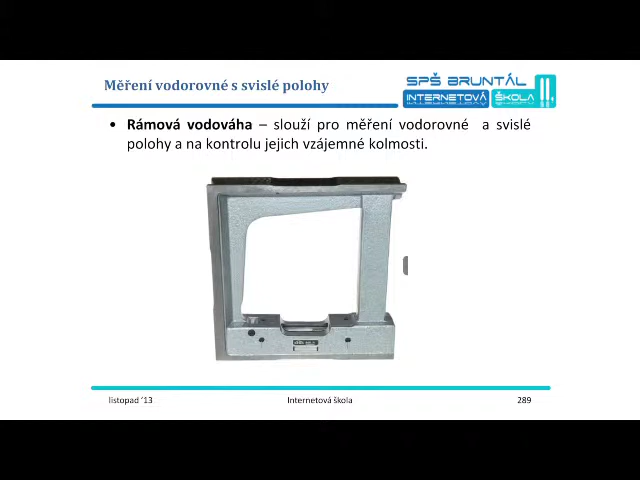 Měření vodorovné s svislé polohy
SPŠ BRUNTÁL
INTERNETOVÁ ŠKOLA
• Rámová vodováha – slouží pro měření vodorovné a svislé
polohy a na kontrolu jejich vzájemné kolmosti.
listopad ‘13
Internetová škola
289